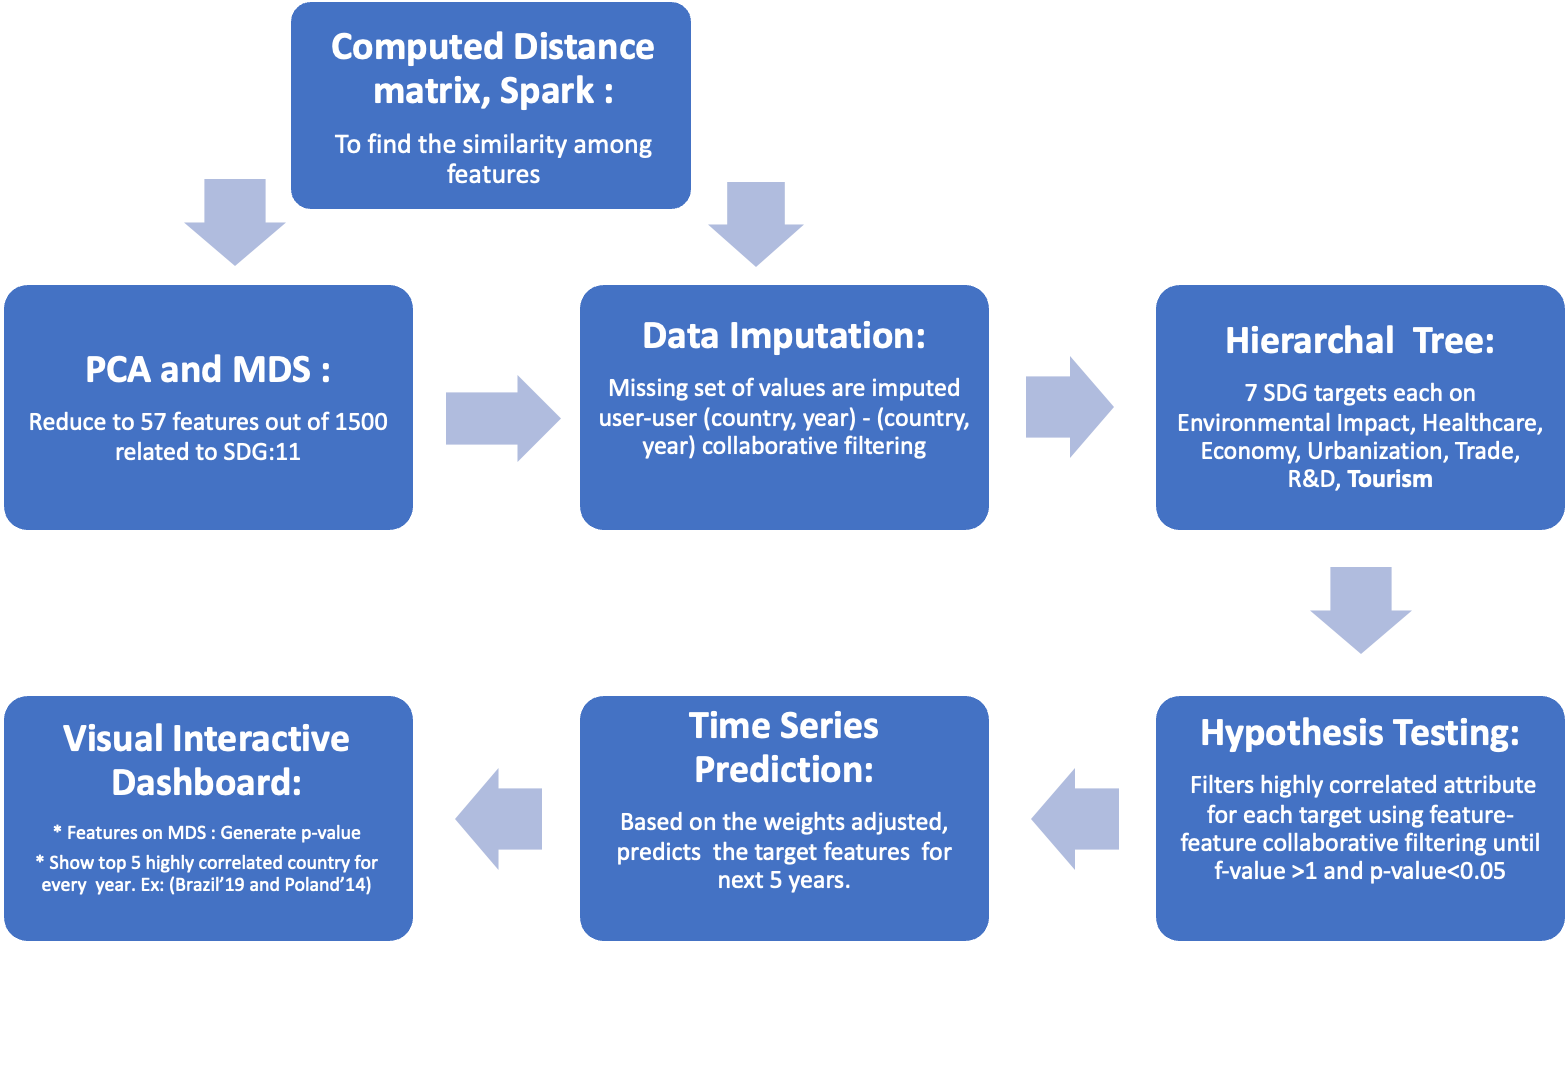 Computed Distance
matrix, Spark :
To find the similarity among
features
PCA and MDS :
Reduce to 57 features out of 1500
related to SDG:11
Data Imputation:
Missing set of values are imputed
user-user (country, year) - (country,
year) collaborative filtering
Hierarchal Tree:
7 SDG targets each on
Environmental Impact, Healthcare,
Economy, Urbanization, Trade,
R&D, Tourism
Hypothesis Testing:
Filters highly correlated attribute
for each target using feature-
feature collaborative filtering until
f-value >1 and p-value<0.05
Time Series
Prediction:
Based on the weights adjusted,
predicts the target features for
next 5 years.
Visual Interactive
Dashboard:
* Features on MDS : Generate p-value
* Show top 5 highly correlated country for
every year. Ex: (Brazil’19 and Poland’14)